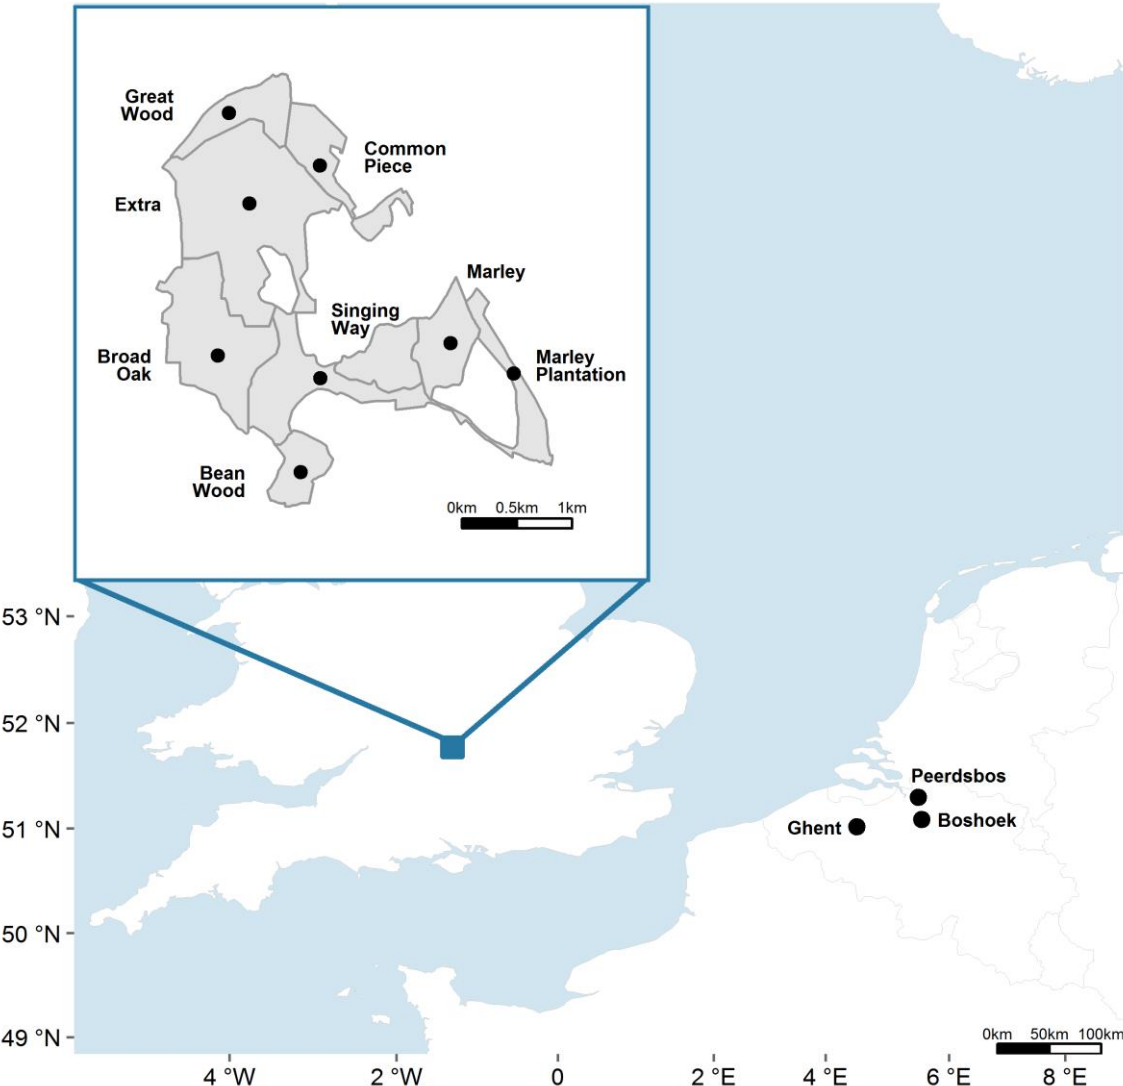 Great
Wood
Common
Piece
Extra
Marley
Singing
Way
Broad
Oak
Marley
Plantation
Bean
Wood
0km 0.5km 1km
53 °N
52 °N
51 °N
50 °N
49 °N
Peerdsbos
Boshoek
Ghent
0km 50km 100km
4 °W 2 °W 0 2 °E 4 °E 6 °E 8 °E